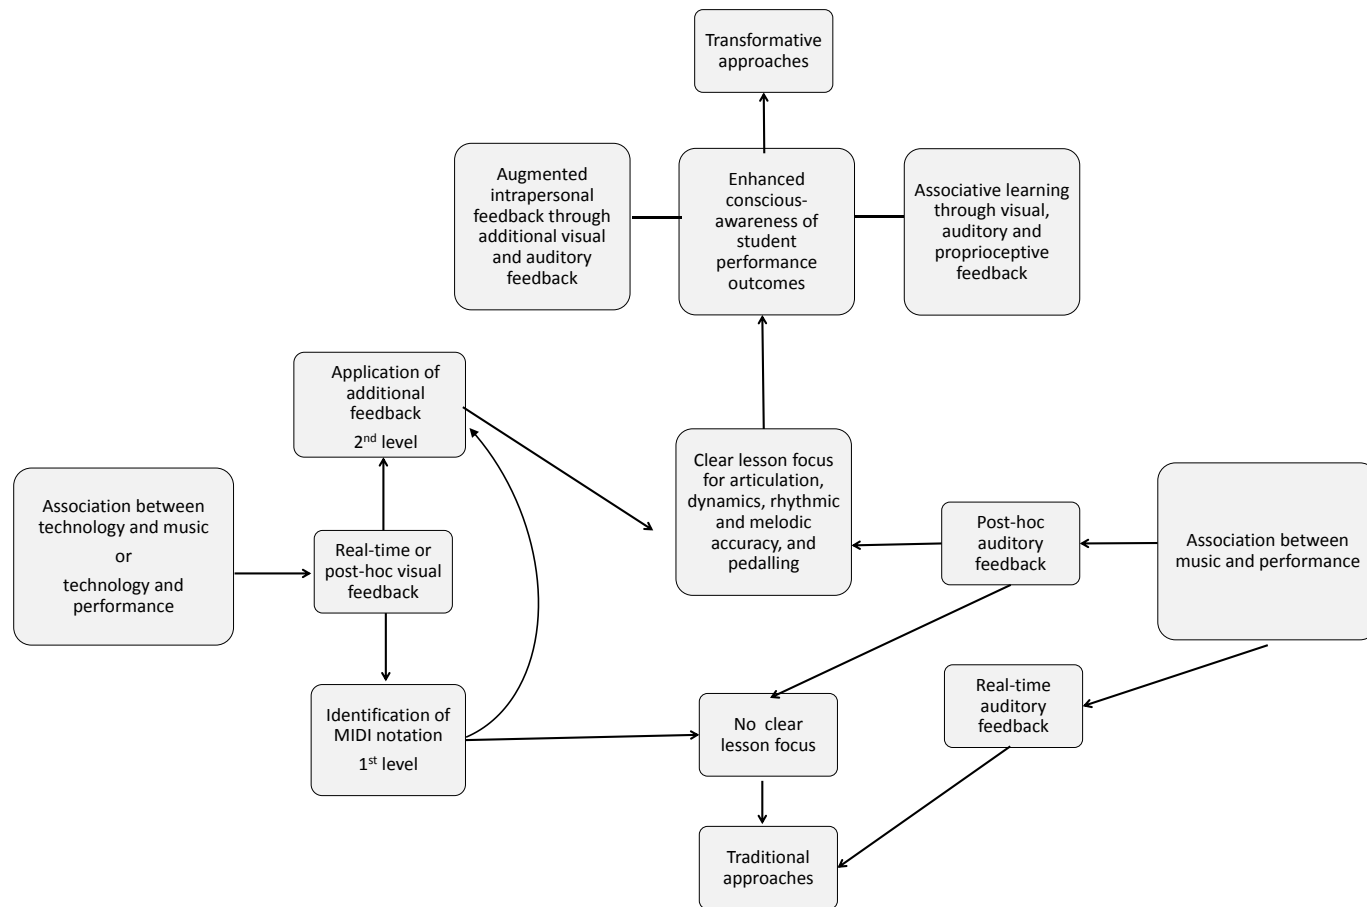 Transformative
approaches
Augmented
intrapersonal
feedback through
additional visual
and auditory
feedback
Enhanced
conscious-
awareness of
student
performance
outcomes
Associative learning
through visual,
auditory and
proprioceptive
feedback
Application of
additional
feedback
2nd level
Clear lesson focus
for articulation,
dynamics, rhythmic
and melodic
accuracy, and
pedalling
Association between
technology and music
or
technology and
performance
Real-time or
post-hoc visual
feedback
Post-hoc
auditory
feedback
Association between
music and performance
Identification of
MIDI notation
1st level
No clear
lesson focus
Real-time
auditory
feedback
Traditional
approaches